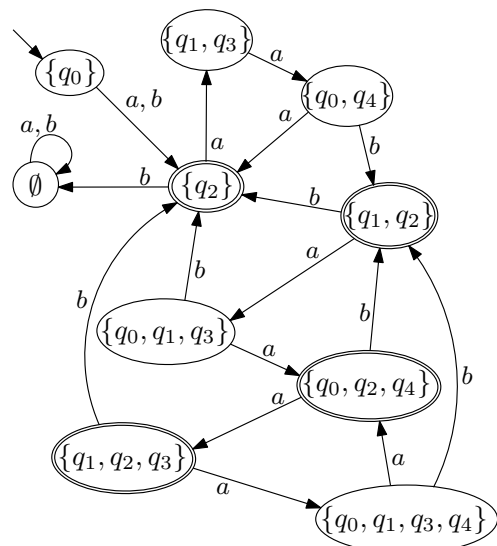 {q₁, q₃}
a
{q₀}
{q₀, q₄}
a, b
a
b
a, b
a
∅
b
{q₂}
b
{q₁, q₂}
a
b
b
{q₀, q₁, q₃}
b
a
{q₀, q₂, q₄}
b
a
{q₁, q₂, q₃}
a
a
{q₀, q₁, q₃, q₄}